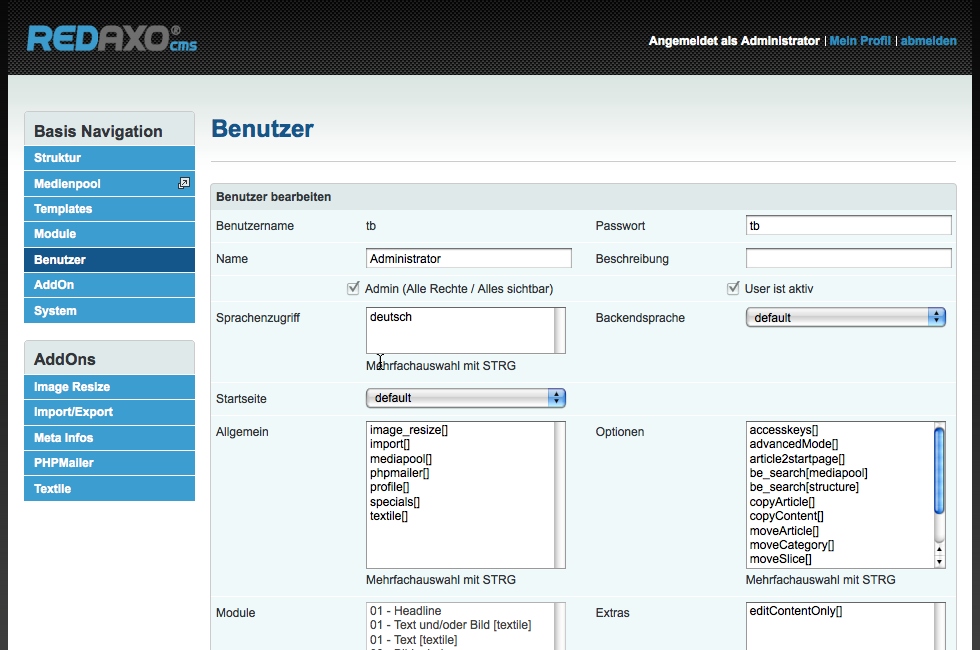 REDAXO® cms
Angemeldet als Administrator | Mein Profil | abmelden
Basis Navigation
Struktur
Medienpool
Templates
Module
Benutzer
AddOn
System
AddOns
Image Resize
Import/Export
Meta Infos
PHPMailer
Textile
Benutzer
Benutzer bearbeiten
Benutzername tb Passwort tb
Name Administrator Beschreibung
Admin (Alle Rechte / Alles sichtbar) User ist aktiv
Sprachenzugriff deutsch Backendsprache default
Mehrfachauswahl mit STRG
Startseite default
Allgemein
image_resize[]
import[]
mediapool[]
phpmailer[]
profile[]
specials[]
textile[]
Mehrfachauswahl mit STRG
Optionen
accesskeys[]
advancedMode[]
article2startpage[]
be_search[mediapool]
be_search[structure]
copyArticle[]
copyContent[]
moveArticle[]
moveCategory[]
moveSlice[]
Mehrfachauswahl mit STRG
Module
01 - Headline
01 - Text und/oder Bild [textile]
01 - Text [textile]
Extras
editContentOnly[]